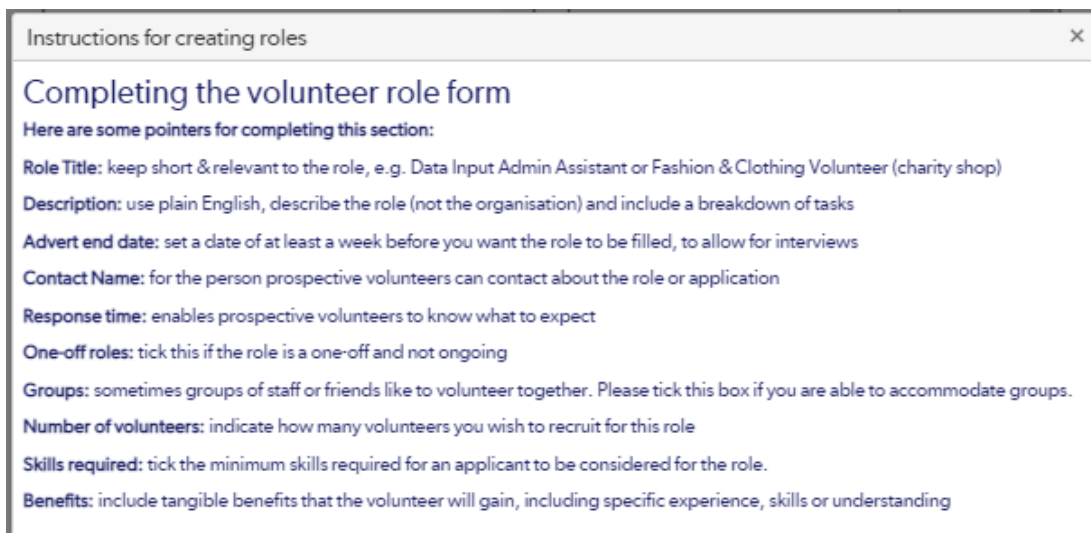 Instructions for creating roles
Completing the volunteer role form
Here are some pointers for completing this section:
Role Title: keep short & relevant to the role, e.g. Data Input Admin Assistant or Fashion & Clothing Volunteer (charity shop)
Description: use plain English, describe the role (not the organisation) and include a breakdown of tasks
Advert end date: set a date of at least a week before you want the role to be filled, to allow for interviews
Contact Name: for the person prospective volunteers can contact about the role or application
Response time: enables prospective volunteers to know what to expect
One-off roles: tick this if the role is a one-off and not ongoing
Groups: sometimes groups of staff or friends like to volunteer together. Please tick this box if you are able to accommodate groups.
Number of volunteers: indicate how many volunteers you wish to recruit for this role
Skills required: tick the minimum skills required for an applicant to be considered for the role.
Benefits: include tangible benefits that the volunteer will gain, including specific experience, skills or understanding